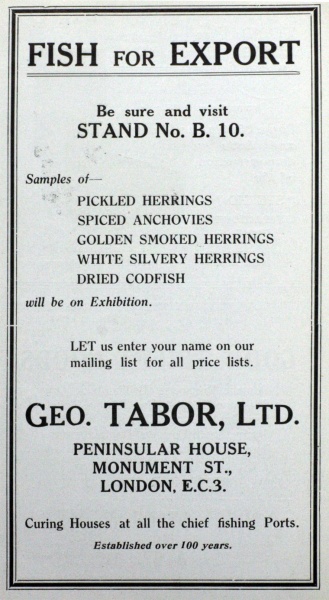 FISH FOR EXPORT
Be sure and visit
STAND No. B. 10.
Samples of—
PICKLED HERRINGS
SPICED ANCHOVIES
GOLDEN SMOKED HERRINGS
WHITE SILVERY HERRINGS
DRIED CODFISH
will be on Exhibition.
LET us enter your name on our
mailing list for all price lists.
GEO. TABOR, LTD.
PENINSULAR HOUSE,
MONUMENT ST.,
LONDON, E.C.3.
Curing Houses at all the chief fishing Ports.
Established over 100 years.